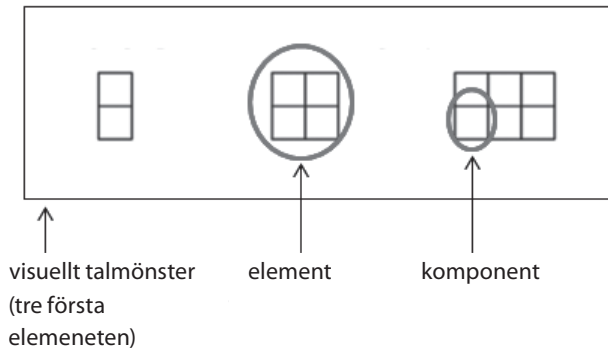 visuellt talmönster
(tre första
elemeneten)
element
komponent